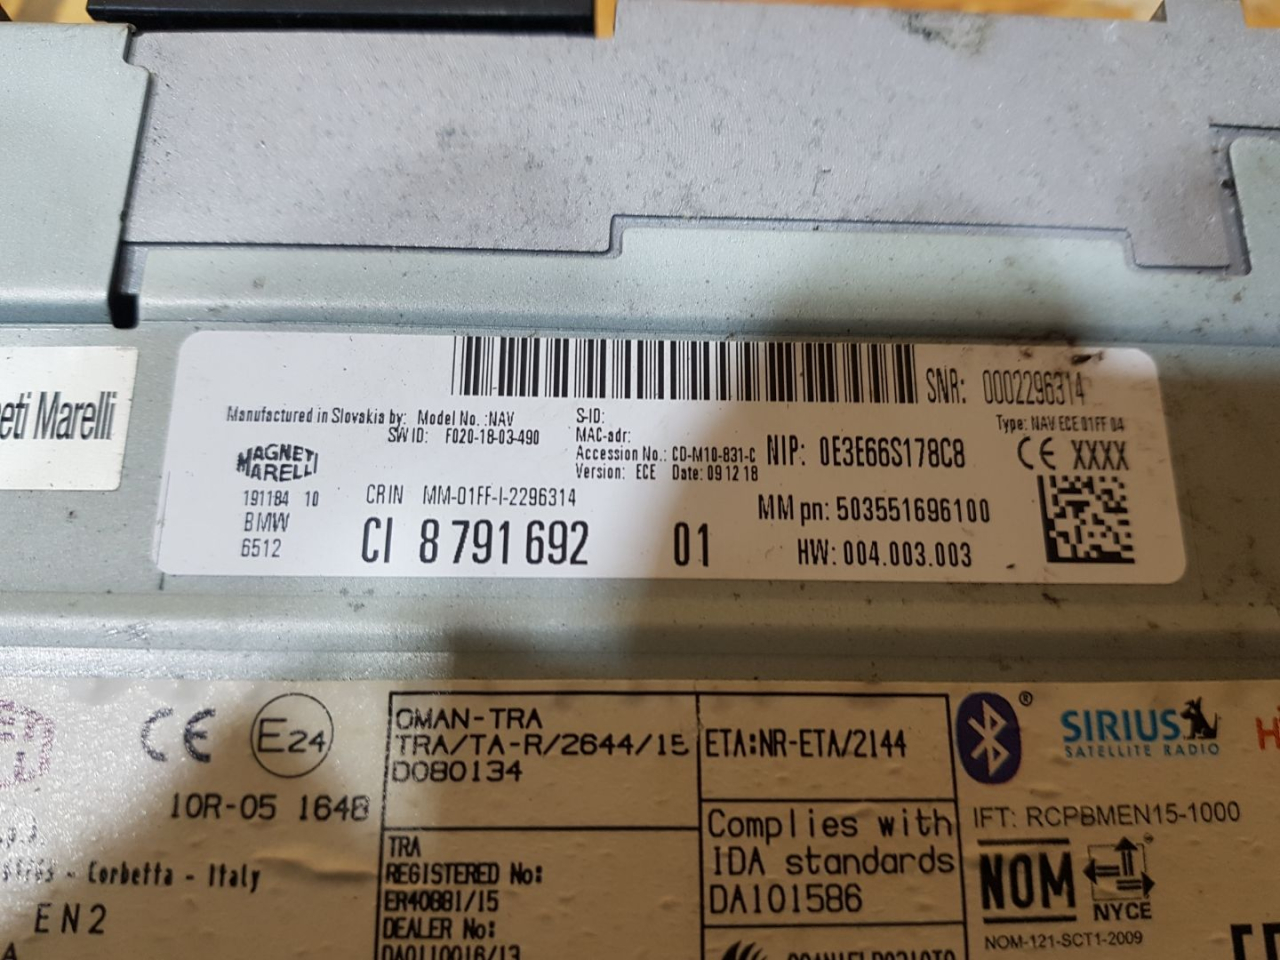 eti Marelli
SNR: 0002296314
Manufactured in Slovakia by: Model No.:NAV
SW ID: F020-18-03-490
S-ID:
MAC-adr:
Accession No.: CD-M10-831-C
Version: ECE Date: 09 12 18
NIP: 0E3E66S178C8
Type: NAV ECE 01FF 04
CE XXXX
MAGNETI
MARELLI
191184 10
BMW
6512
CRIN MM-01FF-I-2296314
CI 8 791 692 01
MM pn: 503551696100
HW: 004.003.003
CE E24
10R-05 1648
- Corbetta - Italy
EN2
A
OMAN-TRA
TRA/TA-R/2644/15
D080134
TRA
REGISTERED No:
ER40881/15
DEALER No:
DA0110016/13
ETA:NR-ETA/2144
Complies with
IDA standards
DA101586
®
SIRIUS
SATELLITE RADIO
H
IFT: RCPBMEN15-1000
NOM
NYCE
NOM-121-SCT1-2009